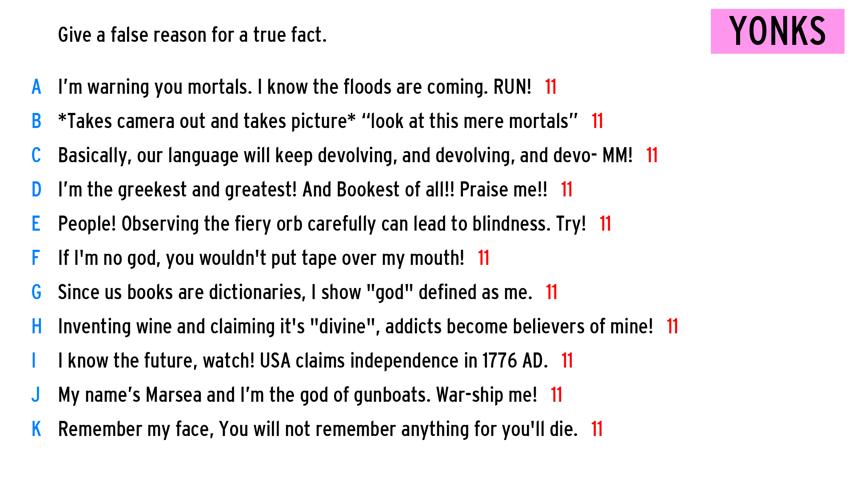 Give a false reason for a true fact.
YONKS
A I’m warning you mortals. I know the floods are coming. RUN! 11
B *Takes camera out and takes picture* “look at this mere mortals” 11
C Basically, our language will keep devolving, and devolving, and devo- MM! 11
D I’m the greekest and greatest! And Bookest of all!! Praise me!! 11
E People! Observing the fiery orb carefully can lead to blindness. Try! 11
F If I'm no god, you wouldn't put tape over my mouth! 11
G Since us books are dictionaries, I show "god" defined as me. 11
H Inventing wine and claiming it's "divine", addicts become believers of mine! 11
I I know the future, watch! USA claims independence in 1776 AD. 11
J My name’s Marsea and I’m the god of gunboats. War-ship me! 11
K Remember my face, You will not remember anything for you'll die. 11